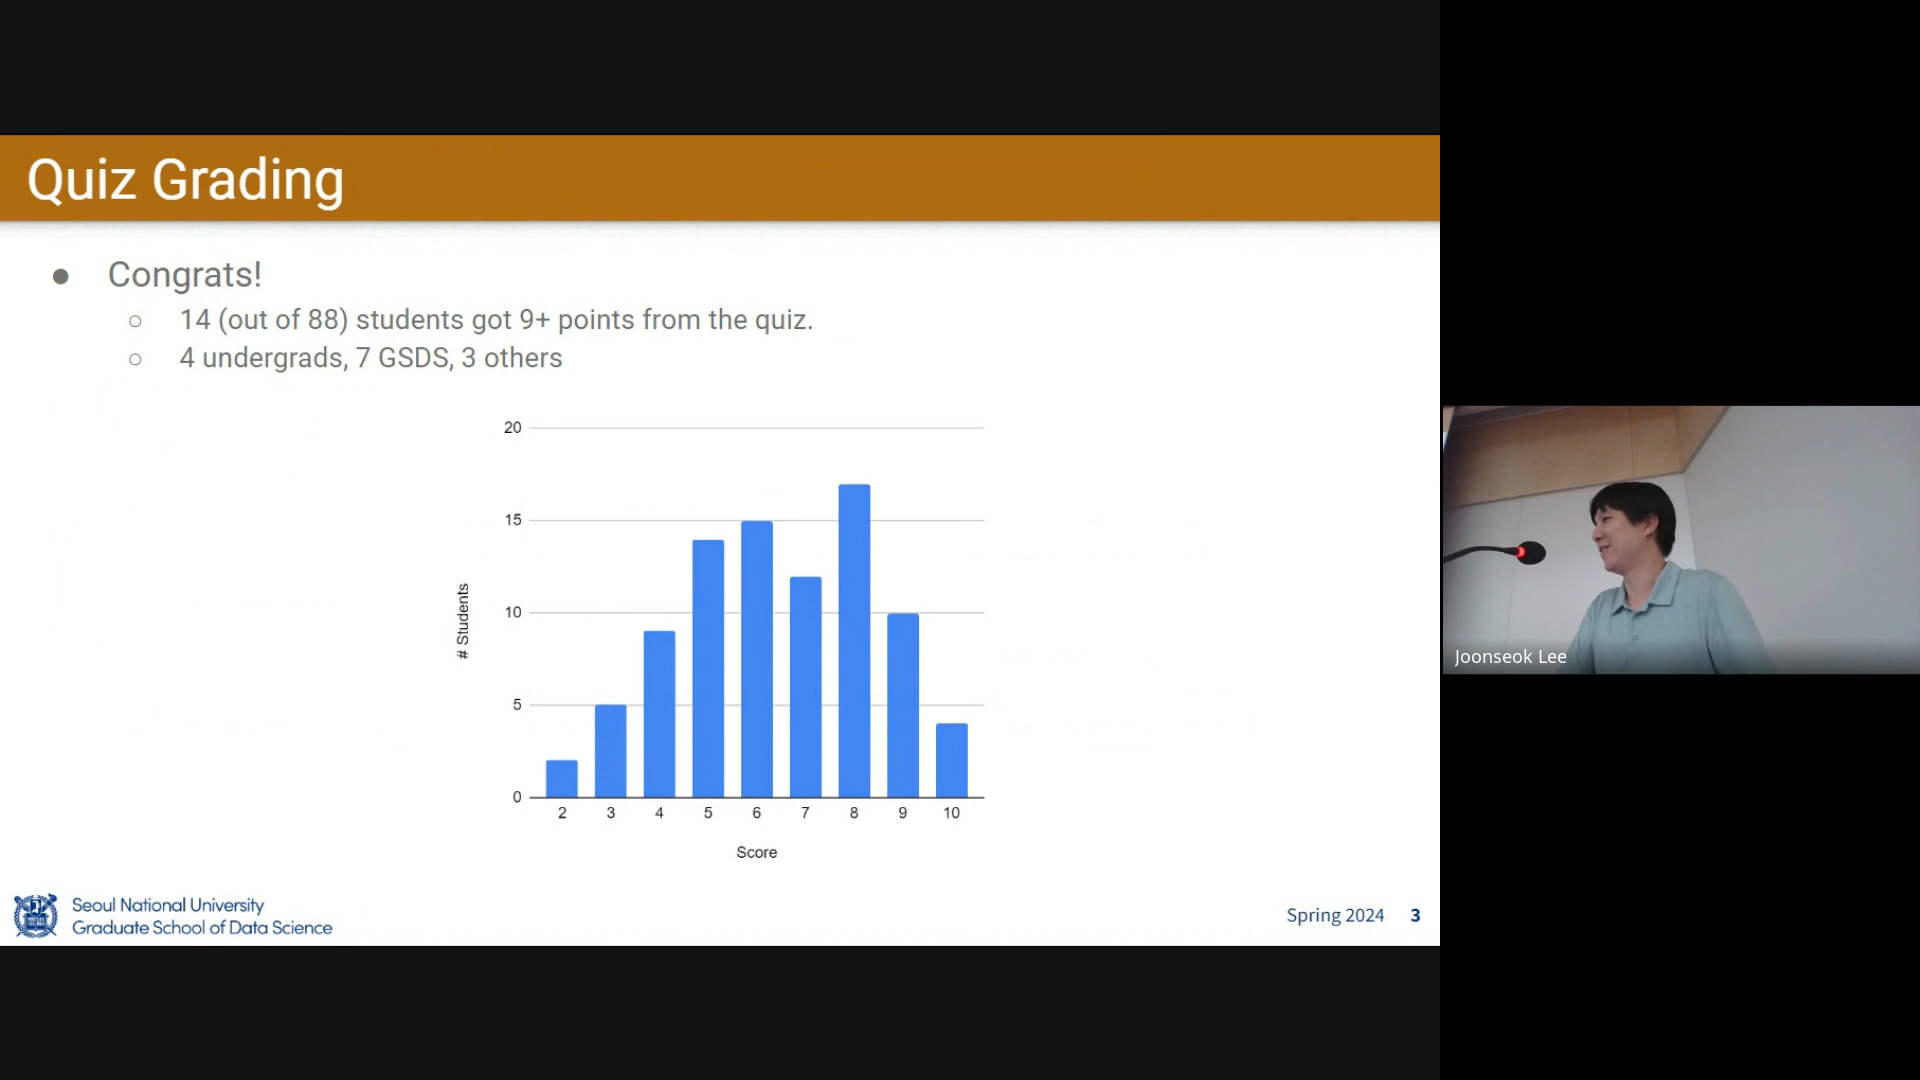 Quiz Grading
● Congrats!
○ 14 (out of 88) students got 9+ points from the quiz.
○ 4 undergrads, 7 GSDS, 3 others
20
15
10
5
0
# Students
2 3 4 5 6 7 8 9 10
Score
Seoul National University
Graduate School of Data Science
Spring 2024 3
Joonseok Lee